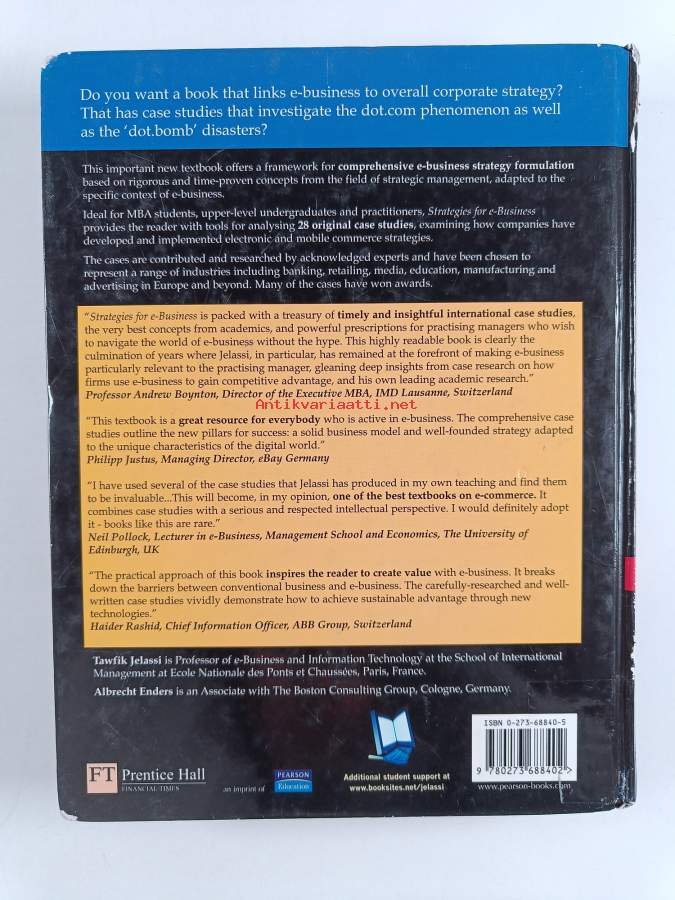 Do you want a book that links e-business to overall corporate strategy?
That has case studies that investigate the dot.com phenomenon as well
as the 'dot.bomb' disasters?
This important new textbook offers a framework for comprehensive e-business strategy formulation
based on rigorous and time-proven concepts from the field of strategic management, adapted to the
specific context of e-business.
Ideal for MBA students, upper-level undergraduates and practitioners, Strategies for e-Business
provides the reader with tools for analysing 28 original case studies, examining how companies have
developed and implemented electronic and mobile commerce strategies.
The cases are contributed and researched by acknowledged experts and have been chosen to
represent a range of industries including banking, retailing, media, education, manufacturing and
advertising in Europe and beyond. Many of the cases have won awards.
"Strategies for e-Business is packed with a treasury of timely and insightful international case studies,
the very best concepts from academics, and powerful prescriptions for practising managers who wish
to navigate the world of e-business without the hype. This highly readable book is clearly the
culmination of years where Jelassi, in particular, has remained at the forefront of making e-business
particularly relevant to the practising manager, gleaning deep insights from case research on how
firms use e-business to gain competitive advantage, and his own leading academic research."
Professor Andrew Boynton, Director of the Executive MBA, IMD Lausanne, Switzerland
Antikvariaatti.net
"This textbook is a great resource for everybody who is active in e-business. The comprehensive case
studies outline the new pillars for success: a solid business model and well-founded strategy adapted
to the unique characteristics of the digital world."
Philipp Justus, Managing Director, eBay Germany
"I have used several of the case studies that Jelassi has produced in my own teaching and find them
to be invaluable...This will become, in my opinion, one of the best textbooks on e-commerce. It
combines case studies with a serious and respected intellectual perspective. I would definitely adopt
it - books like this are rare."
Neil Pollock, Lecturer in e-Business, Management School and Economics, The University of
Edinburgh, UK
"The practical approach of this book inspires the reader to create value with e-business. It breaks
down the barriers between conventional business and e-business. The carefully-researched and well-
written case studies vividly demonstrate how to achieve sustainable advantage through new
technologies."
Haider Rashid, Chief Information Officer, ABB Group, Switzerland
Tawfik Jelassi is Professor of e-Business and Information Technology at the School of International
Management at Ecole Nationale des Ponts et Chaussées, Paris, France.
Albrecht Enders is an Associate with The Boston Consulting Group, Cologne, Germany.
ISBN 0-273-68840-5
9 780273 688402 >
FT Prentice Hall
FINANCIAL TIMES
an imprint of
PEARSON
Education
Additional student support at
www.booksites.net/jelassi
www.pearson-books.com